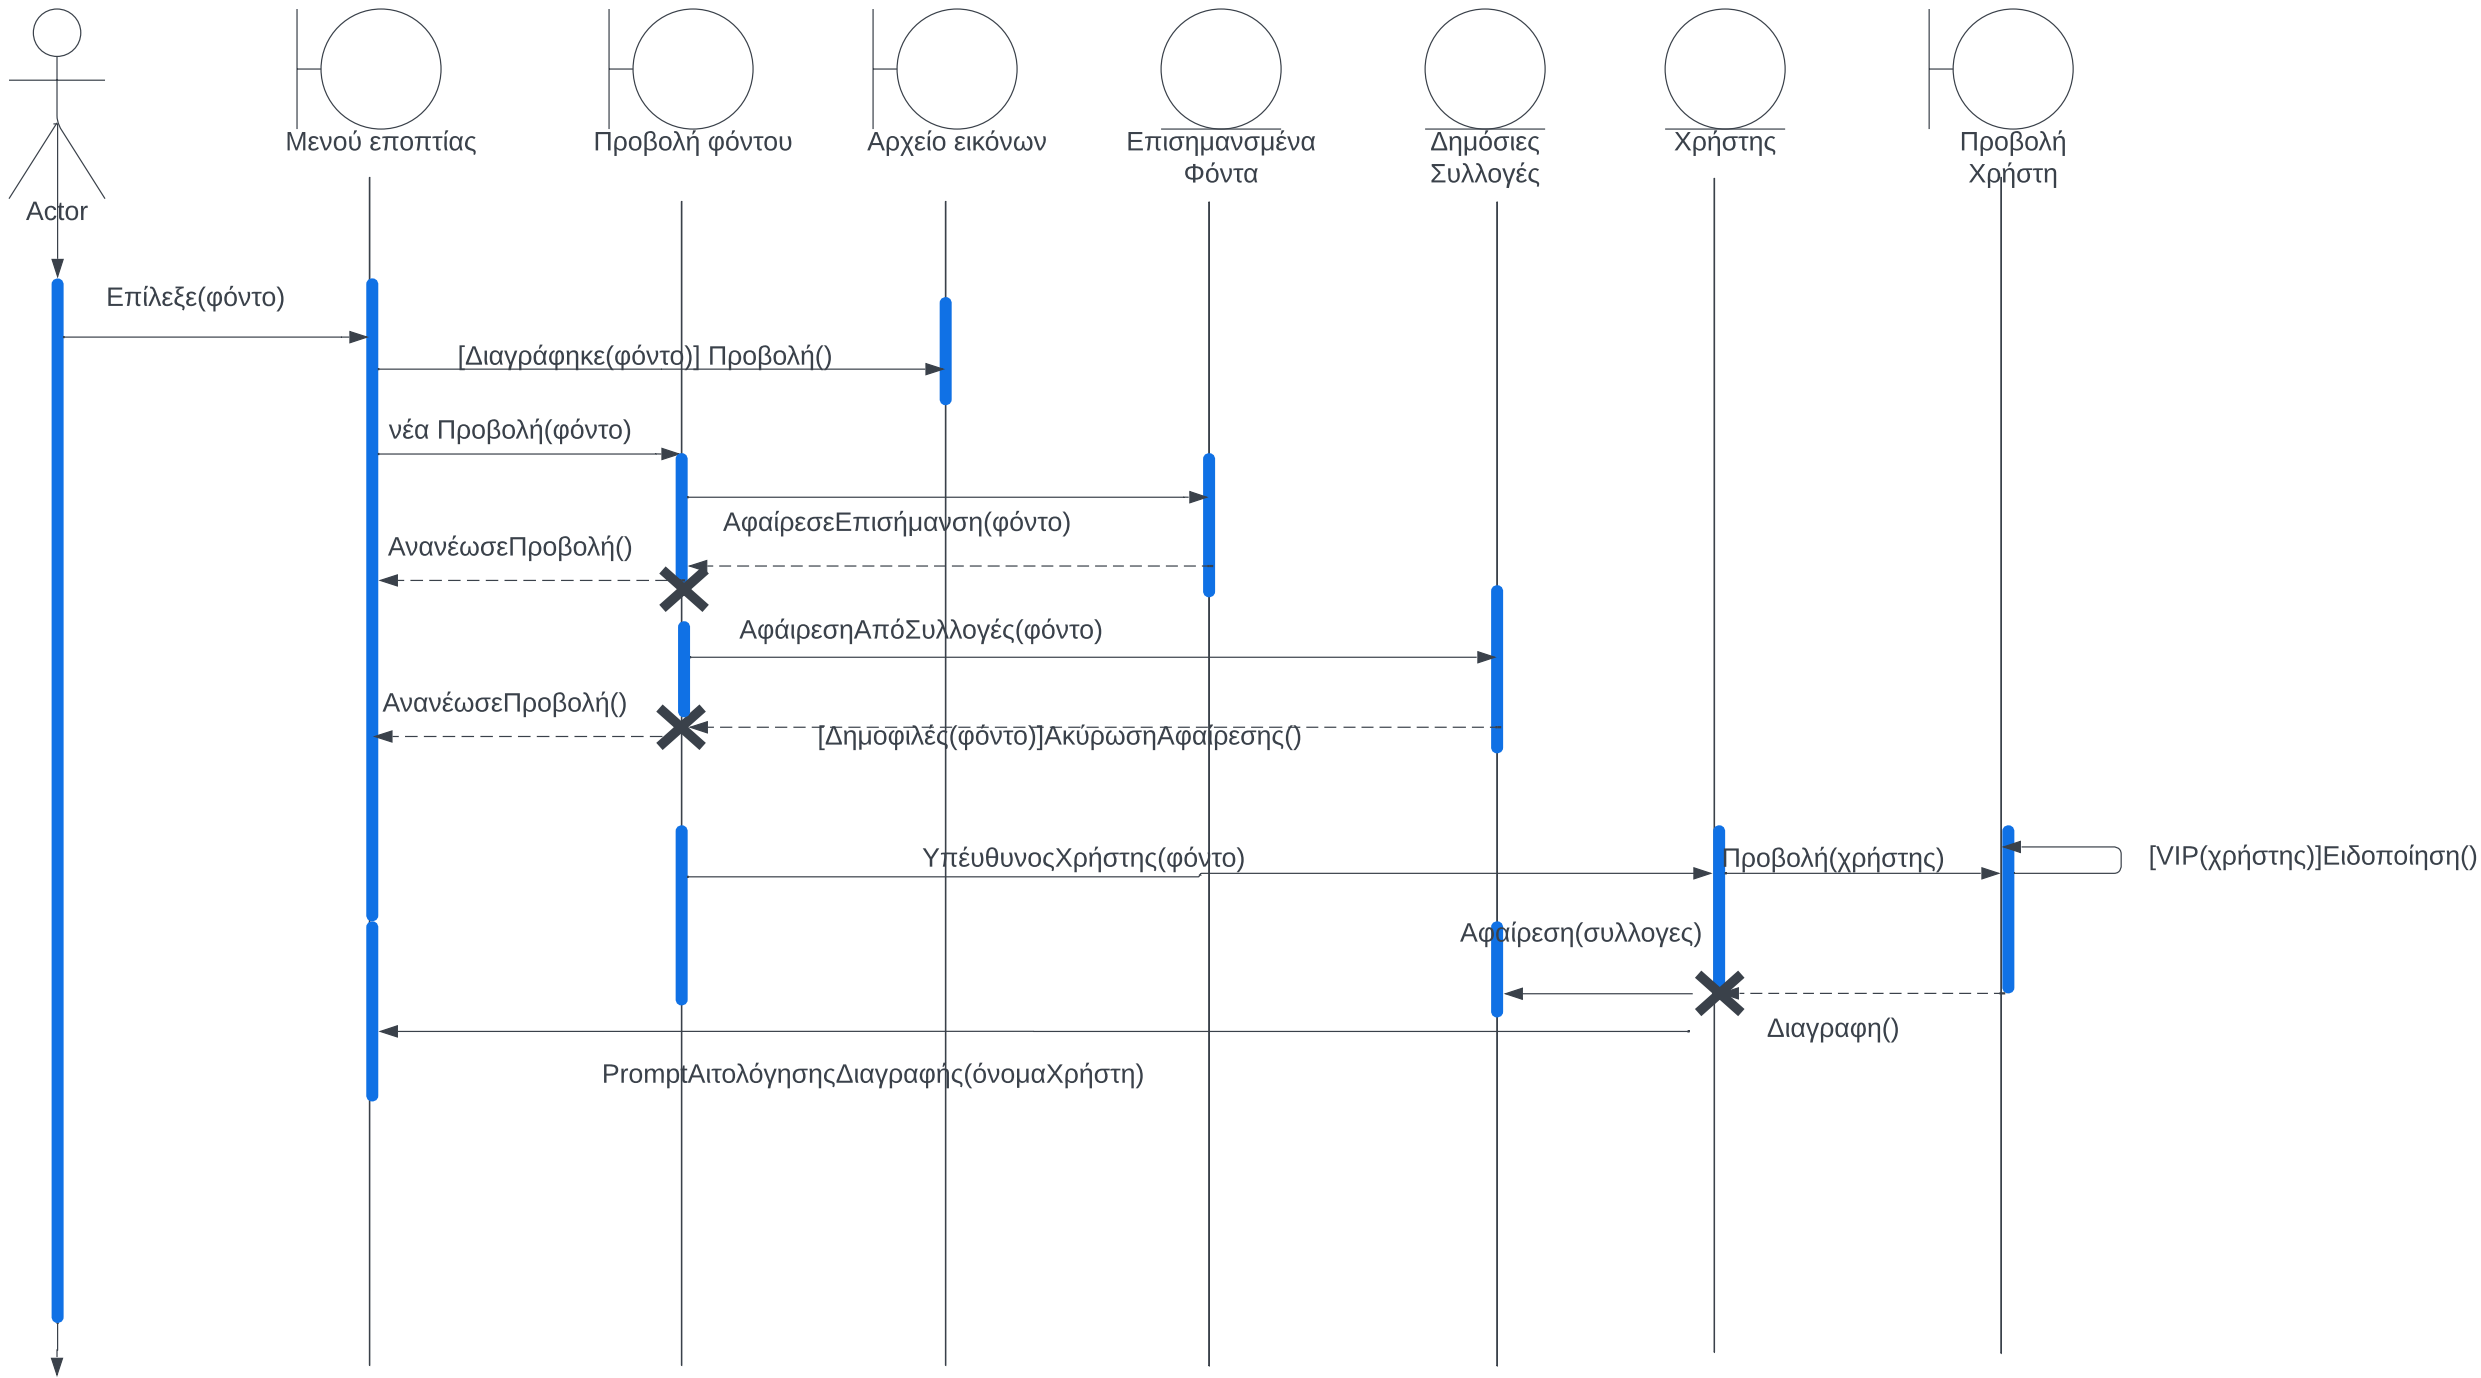 Μενού εποπτίας
Προβολή φόντου
Αρχείο εικόνων
Επισημανσμένα
Φόντα
Δημόσιες
Συλλογές
Χρήστης
Προβολή
Χρήστη
Actor
Επίλεξε(φόντο)
[Διαγράφηκε(φόντο)] Προβολή()
νέα Προβολή(φόντο)
ΑφαίρεσεΕπισήμανση(φόντο)
ΑνανέωσεΠροβολή()
ΑφάιρεσηΑπόΣυλλογές(φόντο)
ΑνανέωσεΠροβολή()
[Δημοφιλές(φόντο)]ΑκύρωσηΑφαίρεσης()
ΥπέυθυνοςΧρήστης(φόντο)
Προβολή(χρήστης)
[VIP(χρήστης)]Ειδοποίηση()
Αφαίρεση(συλλογες)
Διαγραφη()
PromptΑιτολόγησηςΔιαγραφής(όνομαΧρήστη)